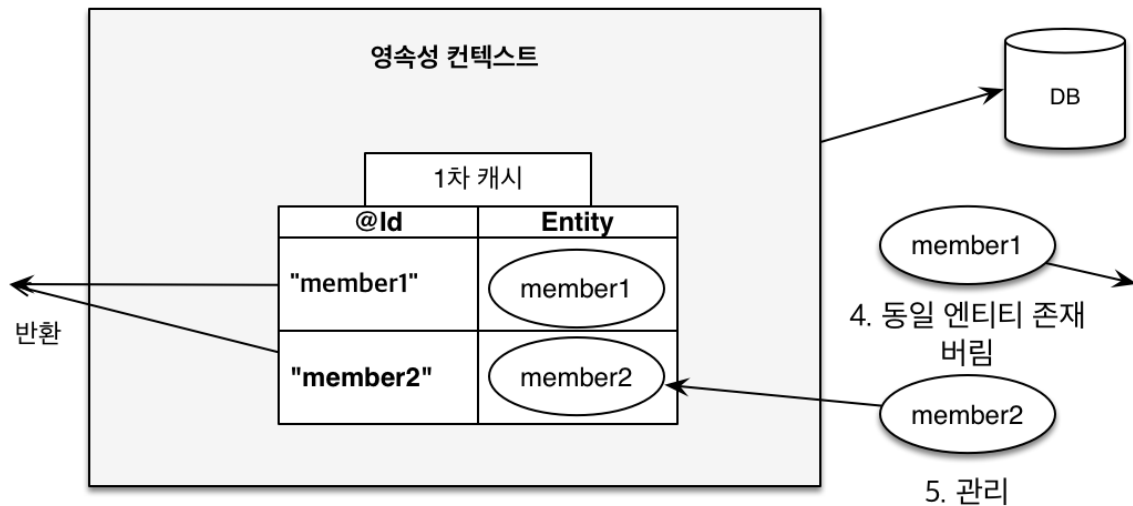 영속성 컨텍스트
DB
1차 캐시
@Id Entity
"member1" member1
"member2" member2
반환
member1
4. 동일 엔티티 존재
버림
member2
5. 관리